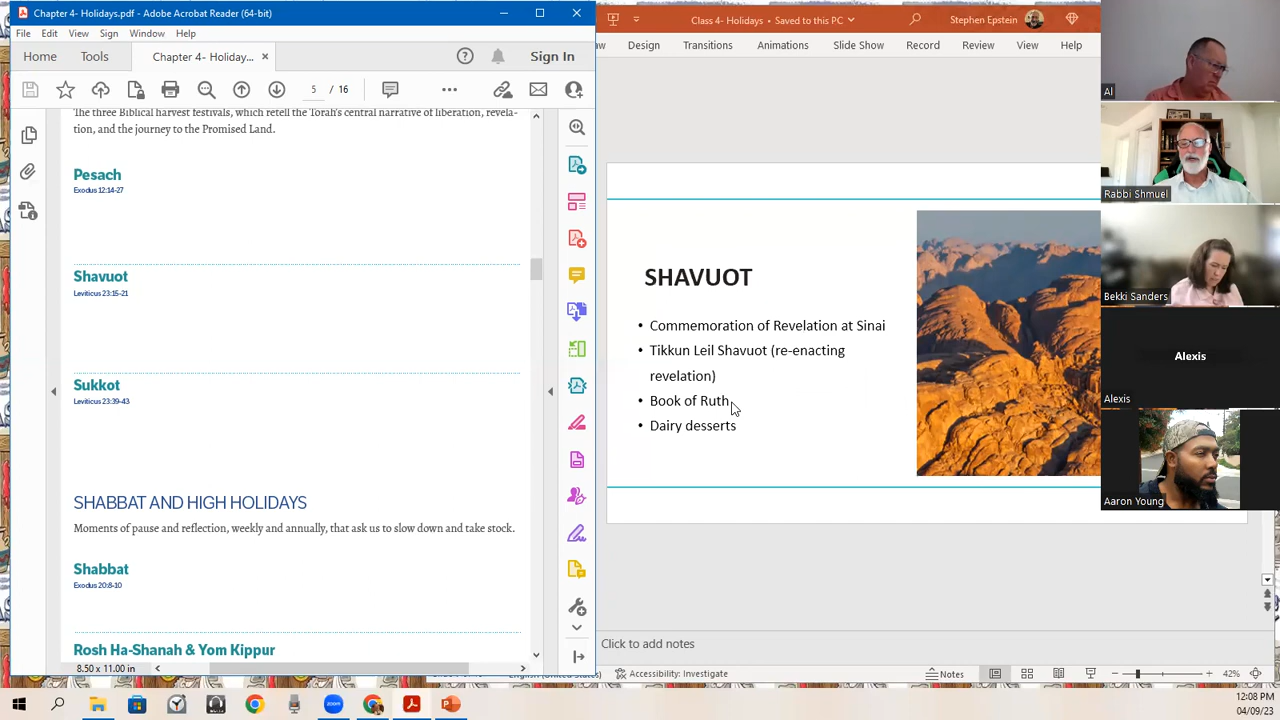 Chapter 4- Holidays.pdf - Adobe Acrobat Reader (64-bit)
File Edit View Sign Window Help
Home Tools Chapter 4- Holiday... × Sign In
5 / 16
The three Biblical harvest festivals, which retell the Torah's central narrative of liberation, revela-
tion, and the journey to the Promised Land.
Pesach
Exodus 12:14-27
Shavuot
Leviticus 23:15-21
Sukkot
Leviticus 23:39-43
SHABBAT AND HIGH HOLIDAYS
Moments of pause and reflection, weekly and annually, that ask us to slow down and take stock.
Shabbat
Exodus 20:8-10
Rosh Ha-Shanah & Yom Kippur
8.50 x 11.00 in
Class 4- Holidays • Saved to this PC
Stephen Epstein
aw Design Transitions Animations Slide Show Record Review View Help
SHAVUOT
• Commemoration of Revelation at Sinai
• Tikkun Leil Shavuot (re-enacting
revelation)
• Book of Ruth
• Dairy desserts
Click to add notes
Accessibility: Investigate
Notes
42%
Al
Rabbi Shmuel
Bekki Sanders
Alexis
Alexis
Aaron Young
zoom
12:08 PM
04/09/23